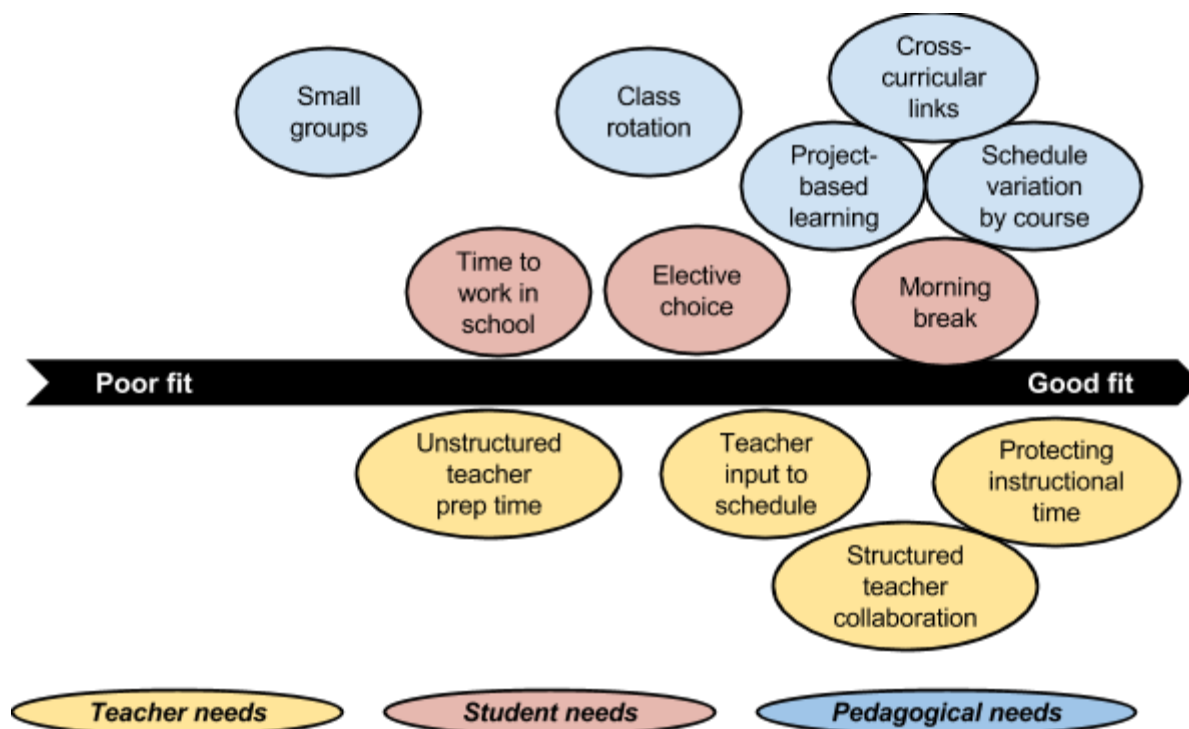 Small
groups
Class
rotation
Cross-
curricular
links
Project-
based
learning
Schedule
variation
by course
Time to
work in
school
Elective
choice
Morning
break
Poor fit
Good fit
Unstructured
teacher
prep time
Teacher
input to
schedule
Protecting
instructional
time
Structured
teacher
collaboration
Teacher needs
Student needs
Pedagogical needs